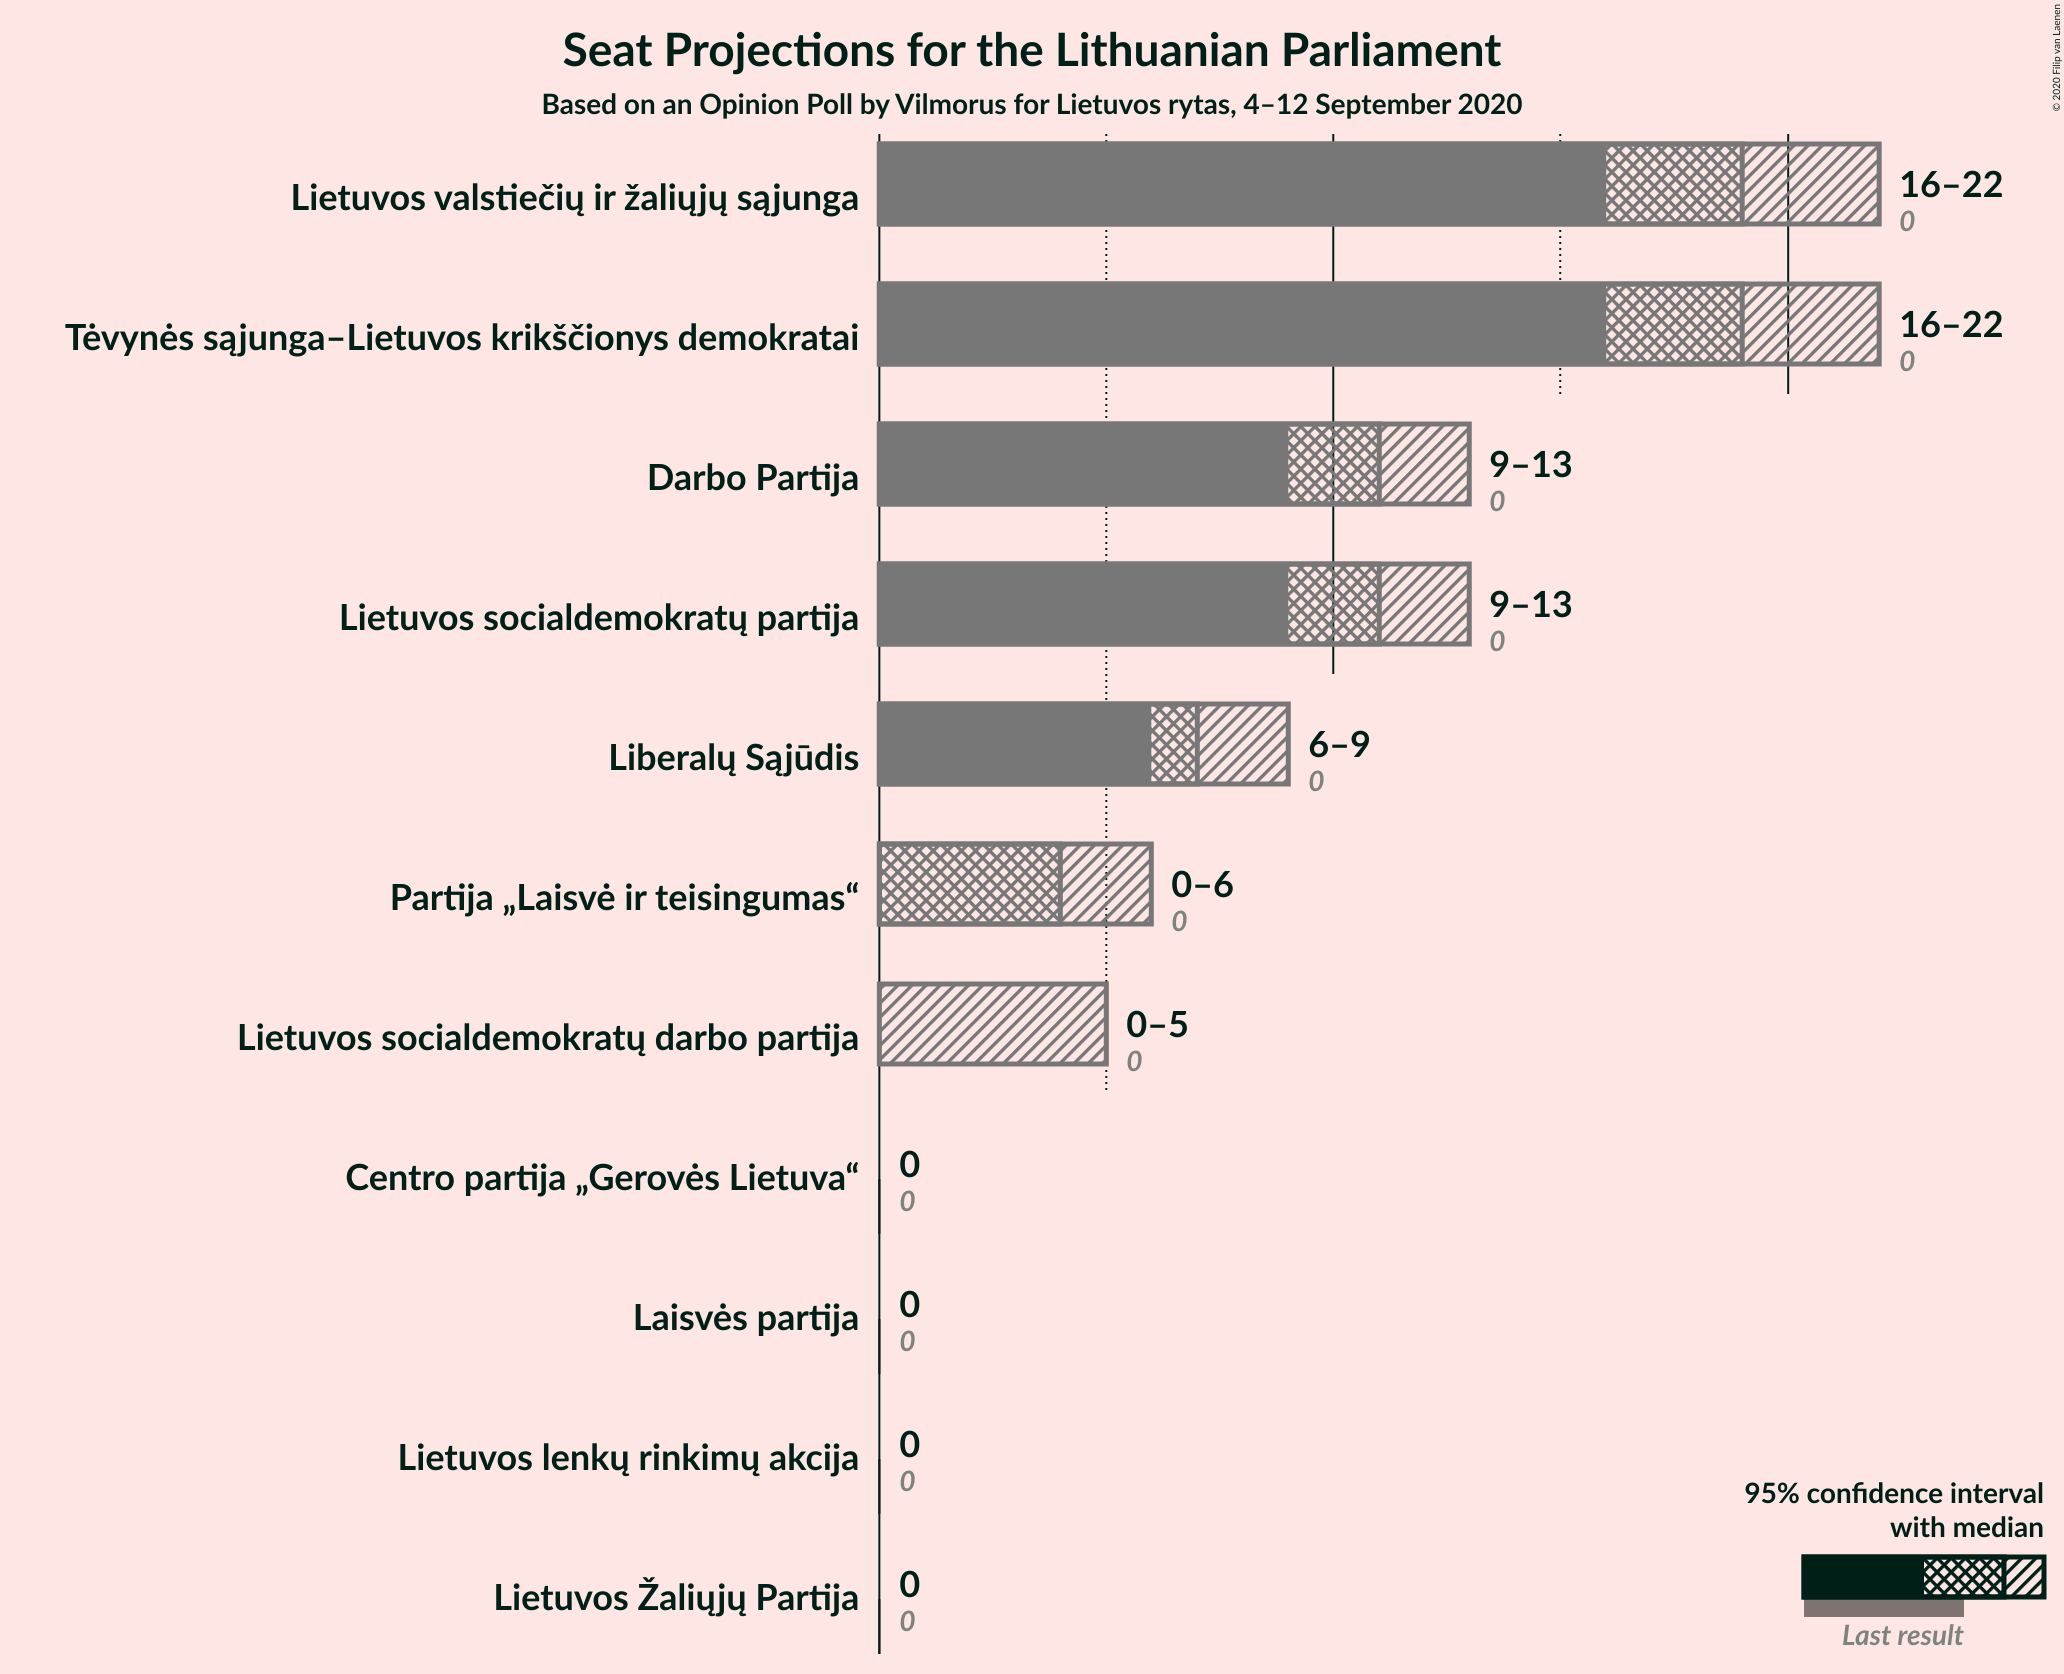 Seat Projections for the Lithuanian Parliament
Based on an Opinion Poll by Vilmorus for Lietuvos rytas, 4–12 September 2020
© 2020 Filip van Laenen
Lietuvos valstiečių ir žaliųjų sąjunga
16–22
0
Tėvynės sąjunga–Lietuvos krikščionys demokratai
16–22
0
Darbo Partija
9–13
0
Lietuvos socialdemokratų partija
9–13
0
Liberalų Sąjūdis
6–9
0
Partija „Laisvė ir teisingumas“
0–6
0
Lietuvos socialdemokratų darbo partija
0–5
0
Centro partija „Gerovės Lietuva“
0
0
Laisvės partija
0
0
Lietuvos lenkų rinkimų akcija
0
0
Lietuvos Žaliųjų Partija
0
0
95% confidence interval
with median
Last result